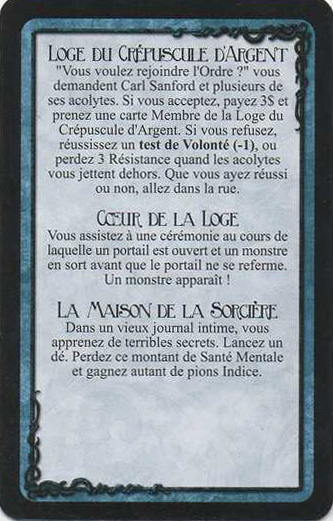 Loge du Crépuscule d'Argent
"Vous voulez rejoindre l'Ordre ?" vous
demandent Carl Sanford et plusieurs de
ses acolytes. Si vous acceptez, payez 3$ et
prenez une carte Membre de la Loge du
Crépuscule d'Argent. Si vous refusez,
réussissez un test de Volonté (-1), ou
perdez 3 Résistance quand les acolytes
vous jettent dehors. Que vous ayez réussi
ou non, allez dans la rue.
Cœur de la Loge
Vous assistez à une cérémonie au cours de
laquelle un portail est ouvert et un monstre
en sort avant que le portail ne se referme.
Un monstre apparaît !
La Maison de la Sorcière
Dans un vieux journal intime, vous
apprenez de terribles secrets. Lancez un
dé. Perdez ce montant de Santé Mentale
et gagnez autant de pions Indice.